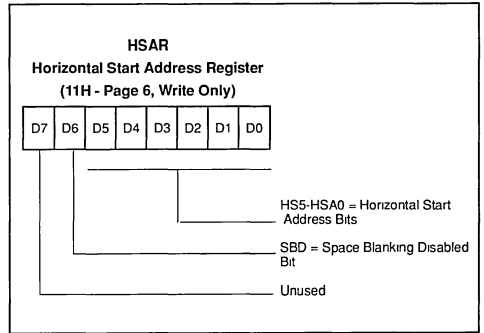 HSAR
Horizontal Start Address Register
(11H - Page 6, Write Only)
D7 D6 D5 D4 D3 D2 D1 D0
HS5-HSA0 = Horizontal Start
Address Bits
SBD = Space Blanking Disabled
Bit
Unused